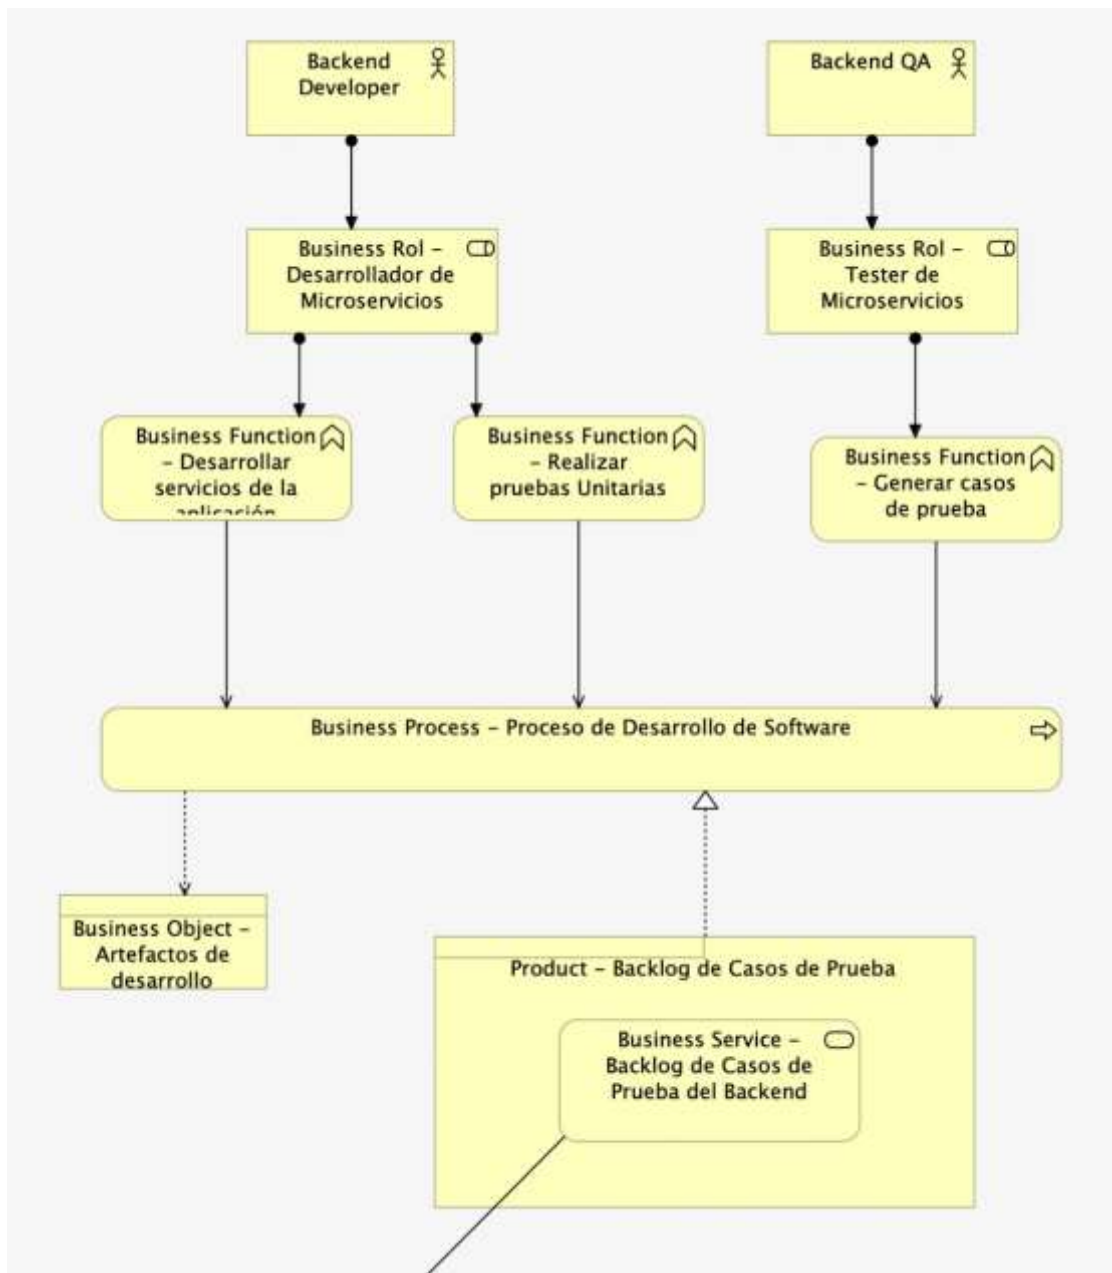 Backend
Developer
Backend QA
Business Rol –
Desarrollador de
Microservicios
Business Rol –
Tester de
Microservicios
Business Function
– Desarrollar
servicios de la
aplicación
Business Function
– Realizar
pruebas Unitarias
Business Function
– Generar casos
de prueba
Business Process – Proceso de Desarrollo de Software
Business Object –
Artefactos de
desarrollo
Product – Backlog de Casos de Prueba
Business Service –
Backlog de Casos de
Prueba del Backend